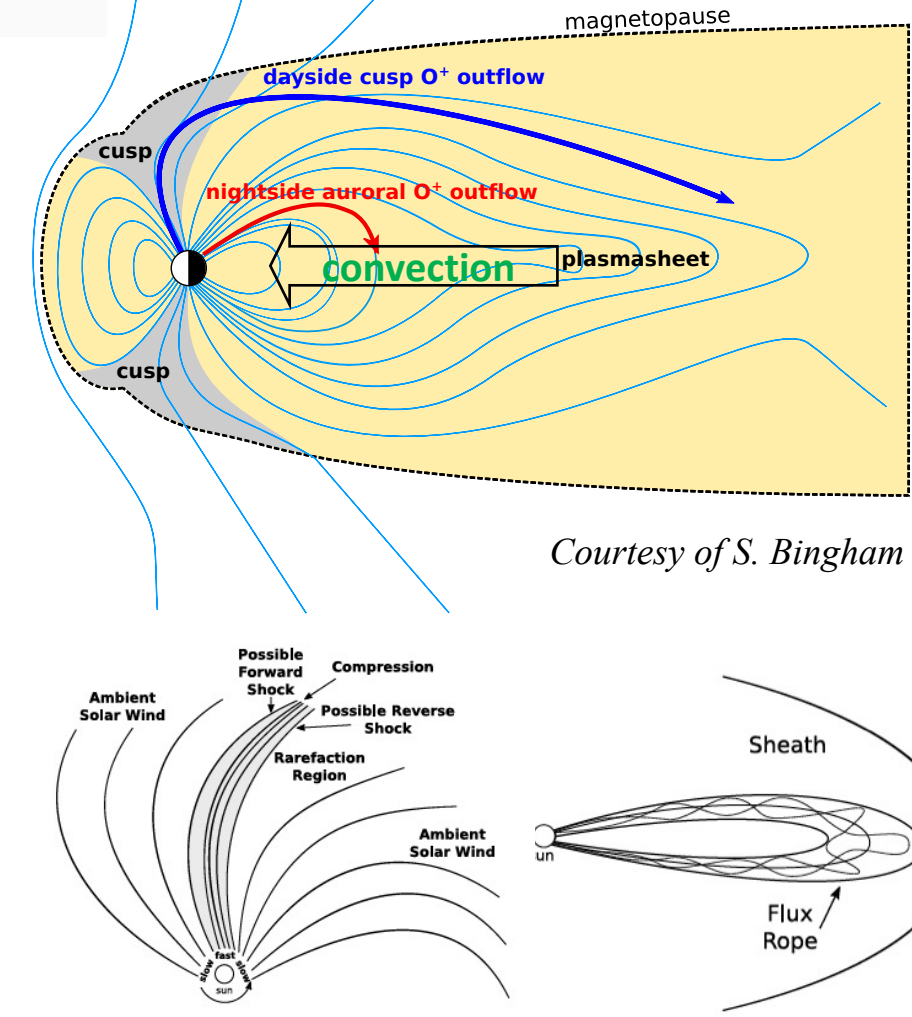 magnetopause
dayside cusp O+ outflow
cusp
nightside auroral O+ outflow
convection
plasmasheet
cusp
Courtesy of S. Bingham
Possible
Forward
Shock
Compression
Ambient
Solar Wind
Possible Reverse
Shock
Rarefaction
Region
Ambient
Solar Wind
slow
fast
slow
sun
Sheath
un
Flux
Rope